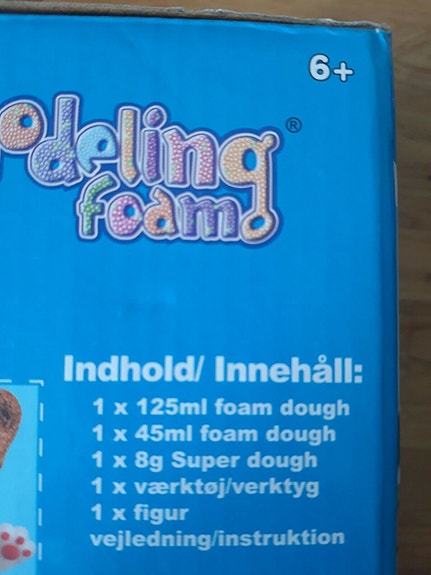 6+
odeling®
foam
Indhold/ Innehåll:
1 x 125ml foam dough
1 x 45ml foam dough
1 x 8g Super dough
1 x værktøj/verktyg
1 x figur
vejledning/instruktion